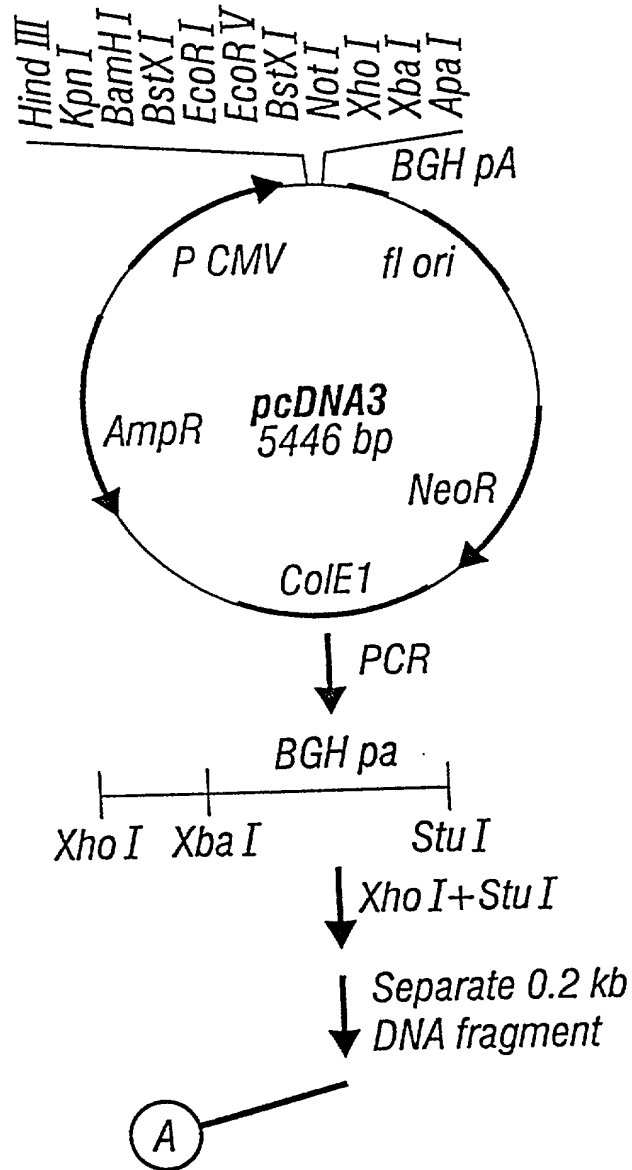 Hind III
Kpn I
BamH I
BstX I
EcoR I
EcoR V
BstX I
Not I
Xho I
Xba I
Apa I
BGH pA
P CMV
fl ori
pcDNA3
5446 bp
AmpR
NeoR
ColE1
PCR
BGH pa
Xho I Xba I Stu I
Xho I+Stu I
Separate 0.2 kb
DNA fragment
A